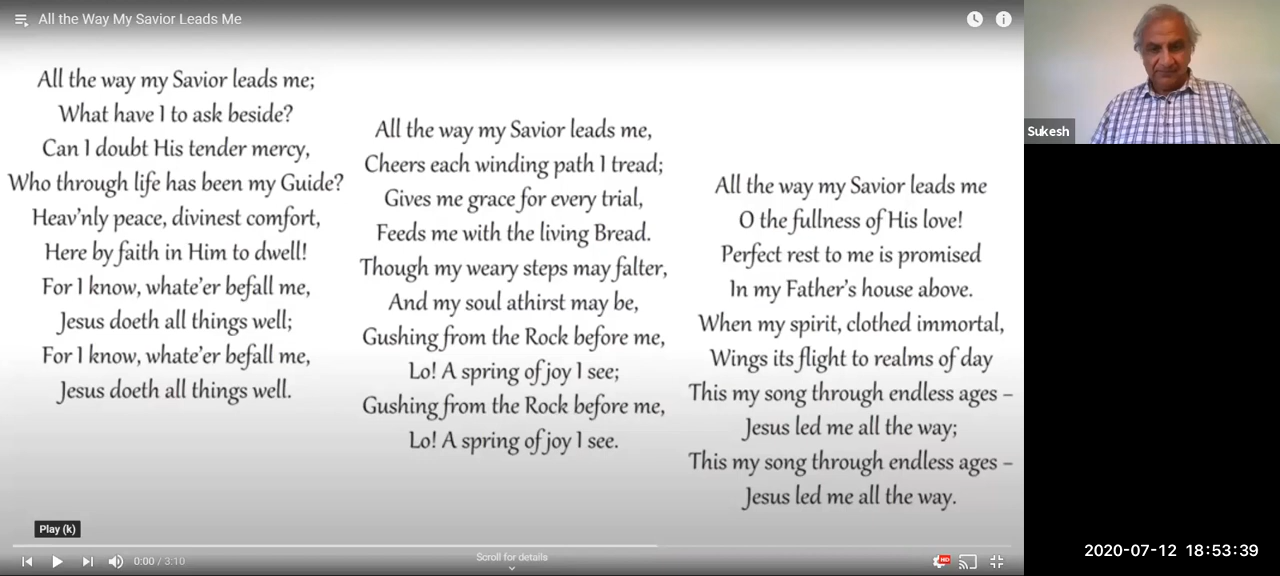 All the Way My Savior Leads Me
All the way my Savior leads me;
What have I to ask beside?
Can I doubt His tender mercy,
Who through life has been my Guide?
Heav'nly peace, divinest comfort,
Here by faith in Him to dwell!
For I know, whate'er befall me,
Jesus doeth all things well;
For I know, whate'er befall me,
Jesus doeth all things well.
All the way my Savior leads me,
Cheers each winding path I tread;
Gives me grace for every trial,
Feeds me with the living Bread.
Though my weary steps may falter,
And my soul athirst may be,
Gushing from the Rock before me,
Lo! A spring of joy I see;
Gushing from the Rock before me,
Lo! A spring of joy I see.
All the way my Savior leads me
O the fullness of His love!
Perfect rest to me is promised
In my Father's house above.
When my spirit, clothed immortal,
Wings its flight to realms of day
This my song through endless ages –
Jesus led me all the way;
This my song through endless ages –
Jesus led me all the way.
Sukesh
Play (k)
0:00 / 3:10
Scroll for details
HD
2020-07-12 18:53:39